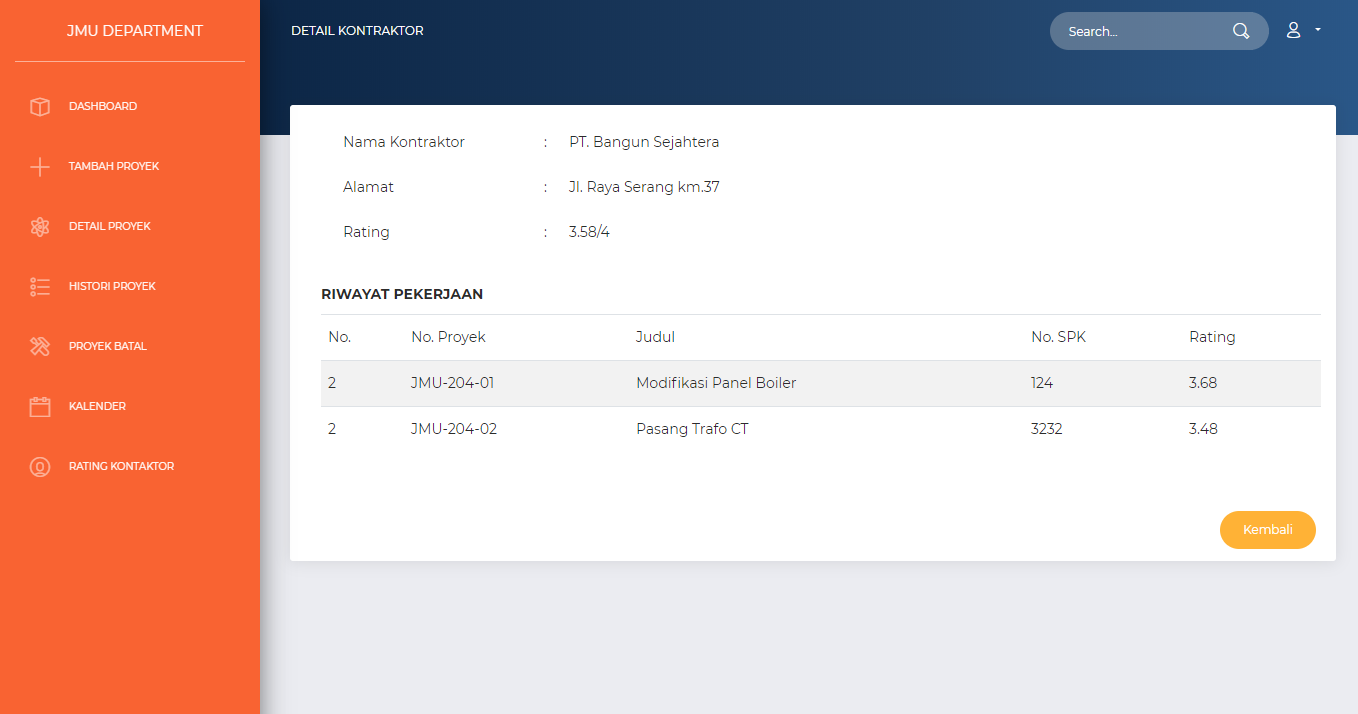 JMU DEPARTMENT
DASHBOARD
TAMBAH PROYEK
DETAIL PROYEK
HISTORI PROYEK
PROYEK BATAL
KALENDER
RATING KONTAKTOR
DETAIL KONTRAKTOR
Search...
Nama Kontraktor : PT. Bangun Sejahtera
Alamat : Jl. Raya Serang km.37
Rating : 3.58/4
RIWAYAT PEKERJAAN
No. No. Proyek Judul No. SPK Rating
2 JMU-204-01 Modifikasi Panel Boiler 124 3.68
2 JMU-204-02 Pasang Trafo CT 3232 3.48
Kembali